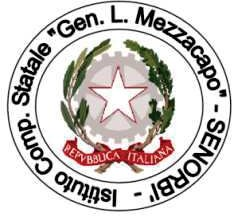 Istituto Comp. Statale "Gen. L. Mezzacapo" - SENORBI' -
REPVBBLICA ITALIANA